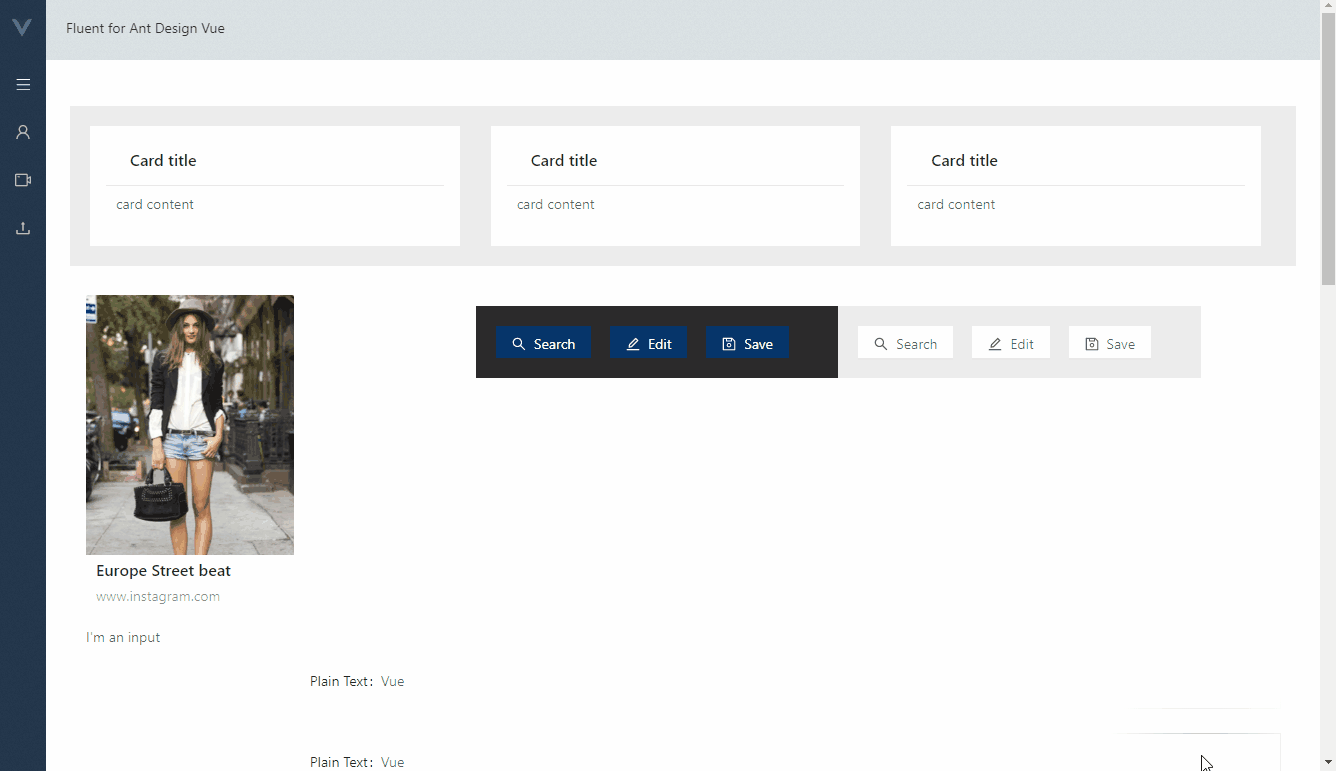 Fluent for Ant Design Vue
Card title
card content
Card title
card content
Card title
card content
Search
Edit
Save
Search
Edit
Save
Europe Street beat
www.instagram.com
I'm an input
Plain Text: Vue
Plain Text: Vue